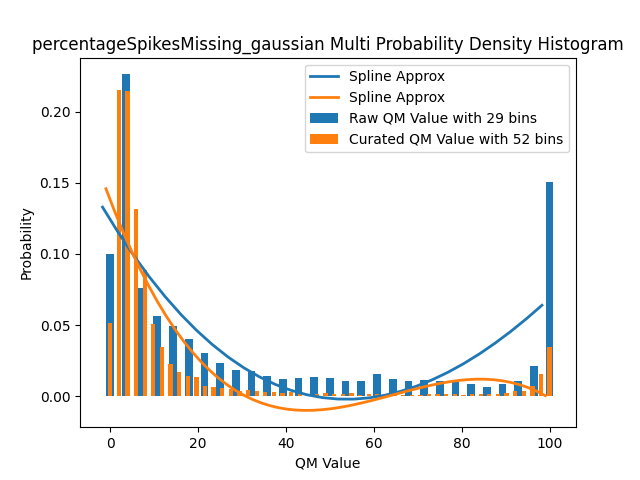 percentageSpikesMissing_gaussian Multi Probability Density Histogram
Spline Approx
Spline Approx
Raw QM Value with 29 bins
Curated QM Value with 52 bins
0.20
0.15
0.10
0.05
0.00
Probability
0 20 40 60 80 100
QM Value